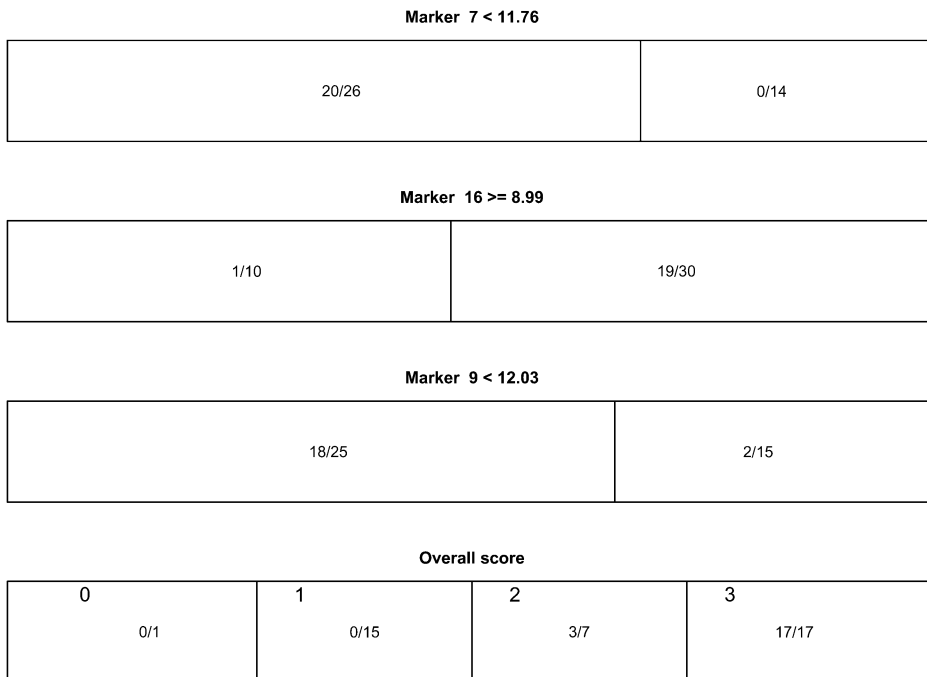 Marker 7 < 11.76
20/26 0/14
Marker 16 >= 8.99
1/10 19/30
Marker 9 < 12.03
18/25 2/15
Overall score
0 1 2 3
0/1 0/15 3/7 17/17